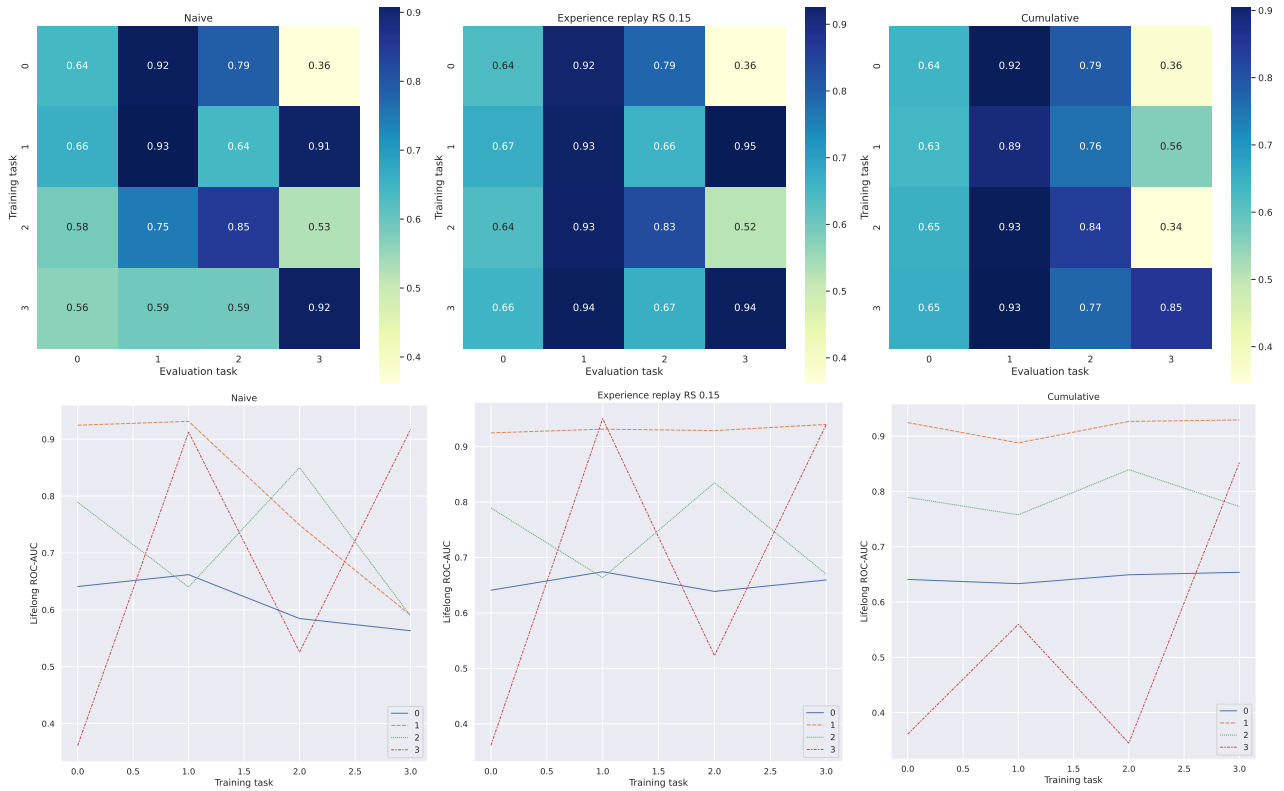 Naive
0 0.64 0.92 0.79 0.36
1 0.66 0.93 0.64 0.91
2 0.58 0.75 0.85 0.53
3 0.56 0.59 0.59 0.92
0 1 2 3
Training task
Evaluation task
0.9
0.8
0.7
0.6
0.5
0.4
Experience replay RS 0.15
0 0.64 0.92 0.79 0.36
1 0.67 0.93 0.66 0.95
2 0.64 0.93 0.83 0.52
3 0.66 0.94 0.67 0.94
0 1 2 3
Training task
Evaluation task
0.9
0.8
0.7
0.6
0.5
0.4
Cumulative
0 0.64 0.92 0.79 0.36
1 0.63 0.89 0.76 0.56
2 0.65 0.93 0.84 0.34
3 0.65 0.93 0.77 0.85
0 1 2 3
Training task
Evaluation task
0.9
0.8
0.7
0.6
0.5
0.4
Naive
0.9
0.8
0.7
0.6
0.5
0.4
Lifelong ROC-AUC
0
1
2
3
0.0 0.5 1.0 1.5 2.0 2.5 3.0
Training task
Experience replay RS 0.15
0.9
0.8
0.7
0.6
0.5
0.4
Lifelong ROC-AUC
0
1
2
3
0.0 0.5 1.0 1.5 2.0 2.5 3.0
Training task
Cumulative
0.9
0.8
0.7
0.6
0.5
0.4
Lifelong ROC-AUC
0
1
2
3
0.0 0.5 1.0 1.5 2.0 2.5 3.0
Training task